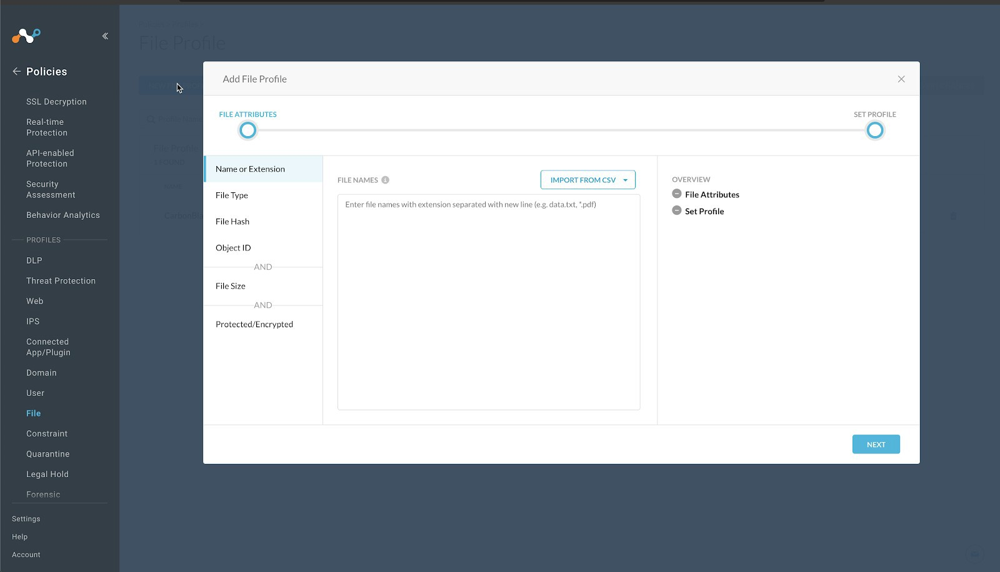 Policies
SSL Decryption
Real-time
Protection
API-enabled
Protection
Security
Assessment
Behavior Analytics
PROFILES
DLP
Threat Protection
Web
IPS
Connected
App/Plugin
Domain
User
File
Constraint
Quarantine
Legal Hold
Forensic
Settings
Help
Account
File Profile
File Profile
Add File Profile
FILE ATTRIBUTES
SET PROFILE
Name or Extension
File Type
File Hash
Object ID
AND
File Size
AND
Protected/Encrypted
FILE NAMES
IMPORT FROM CSV
Enter file names with extension separated with new line (e.g. data.txt, *.pdf)
OVERVIEW
File Attributes
Set Profile
NEXT